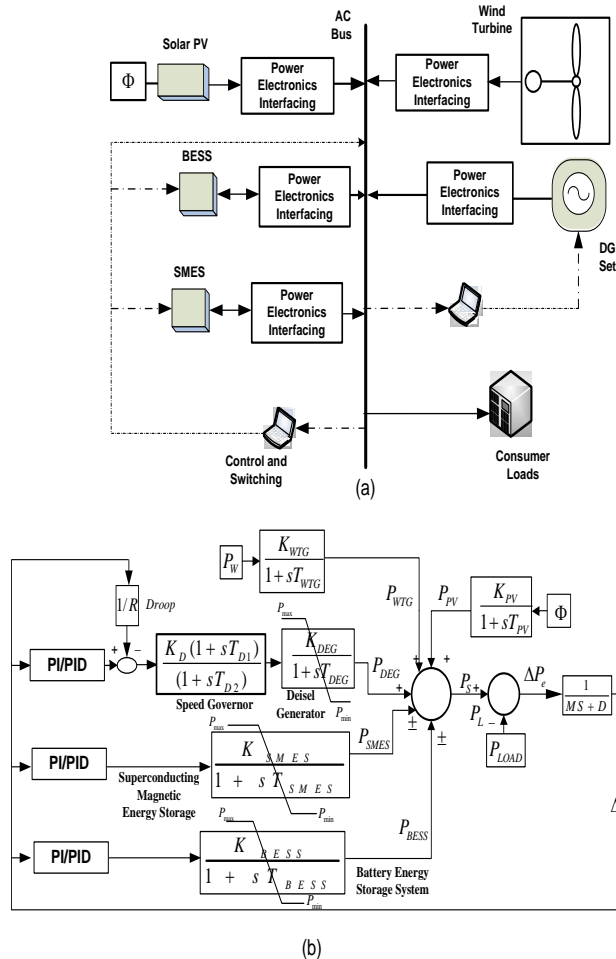 AC
Bus
Wind
Turbine
Solar PV
Φ
Power
Electronics
Interfacing
Power
Electronics
Interfacing
BESS
Power
Electronics
Interfacing
Power
Electronics
Interfacing
DG
Set
SMES
Power
Electronics
Interfacing
Control and
Switching
Consumer
Loads
(a)
P_W
K_WTG
1+sT_WTG
P_WTG
P_PV
K_PV
1+sT_PV
Φ
1/R Droop
P_max
PI/PID
+ −
K_D(1+sT_D1)
(1+sT_D2)
Speed Governor
K_DEG
1+sT_DEG
Deisel
Generator
P_min
P_DEG
+ + +
± ±
P_S +
P_L −
ΔP_e
1
MS + D
P_LOAD
PI/PID
Superconducting
Magnetic
Energy Storage
P_max
K_SMES
1 + sT_SMES
P_min
P_SMES
Δ
PI/PID
P_max
K_BESS
1 + sT_BESS
P_min
P_BESS
Battery Energy
Storage System
(b)